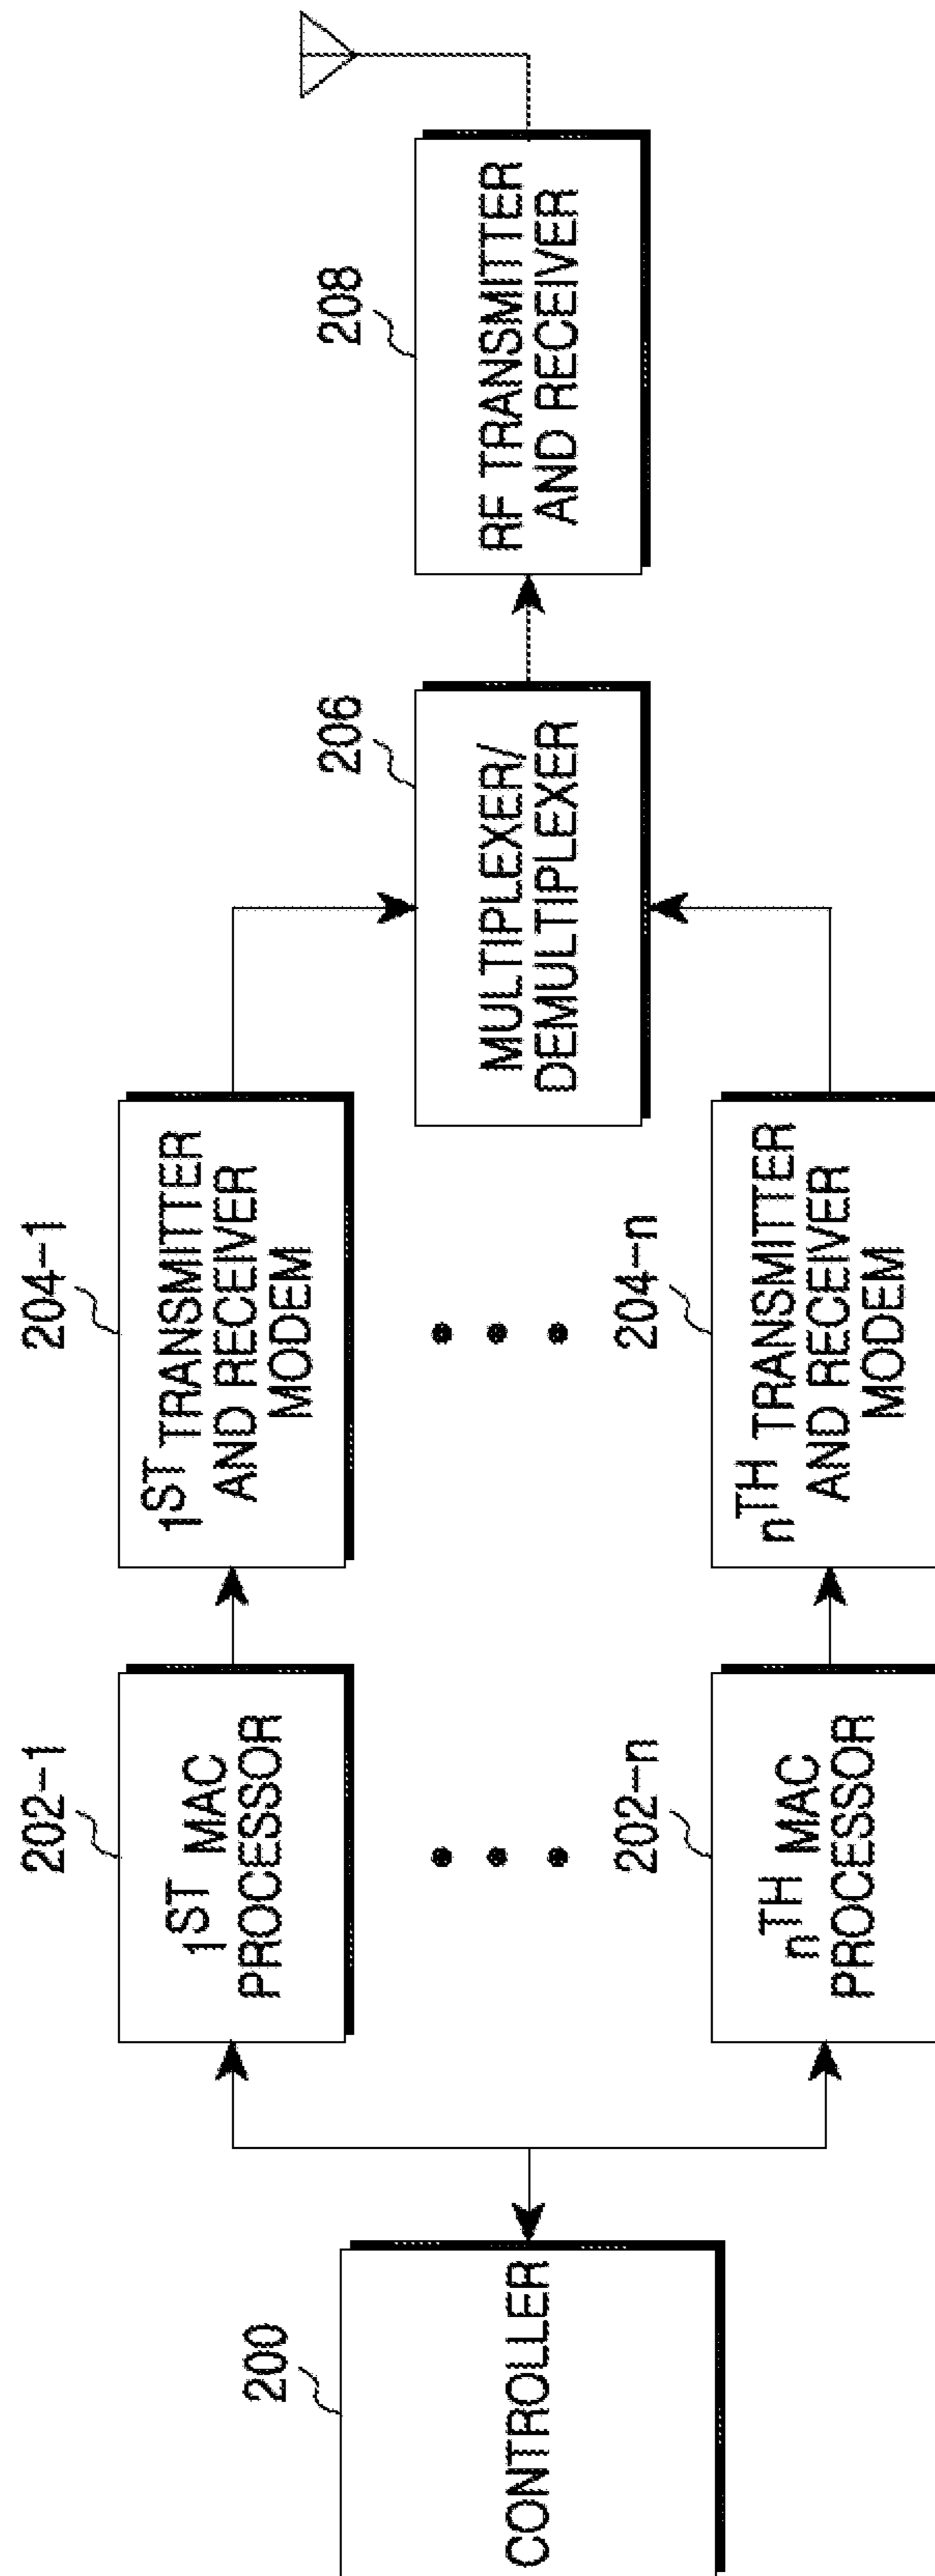 200
CONTROLLER
202-1
1ST MAC
PROCESSOR
202-n
nTH MAC
PROCESSOR
204-1
1ST TRANSMITTER
AND RECEIVER
MODEM
204-n
nTH TRANSMITTER
AND RECEIVER
MODEM
206
MULTIPLEXER/
DEMULTIPLEXER
208
RF TRANSMITTER
AND RECEIVER